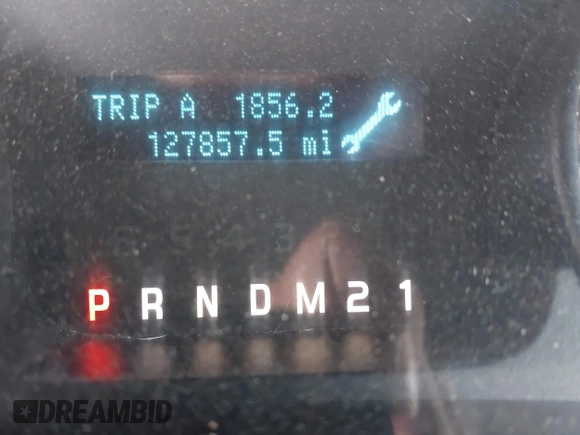 TRIP A 1856.2
127857.5 mi
P R N D M 2 1
DREAMBID